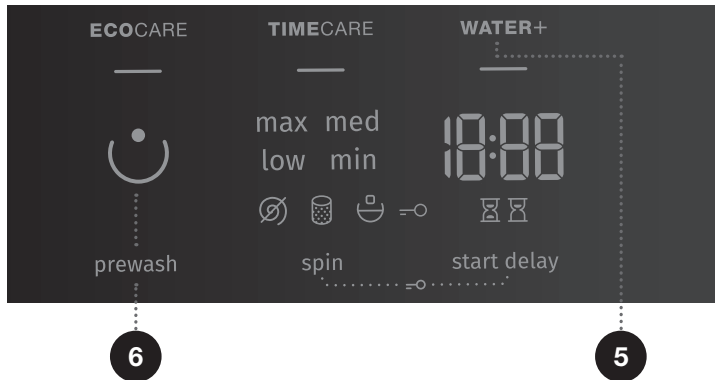 ECOCARE TIMECARE WATER+
max med
low min
18:88
prewash spin start delay
6 5